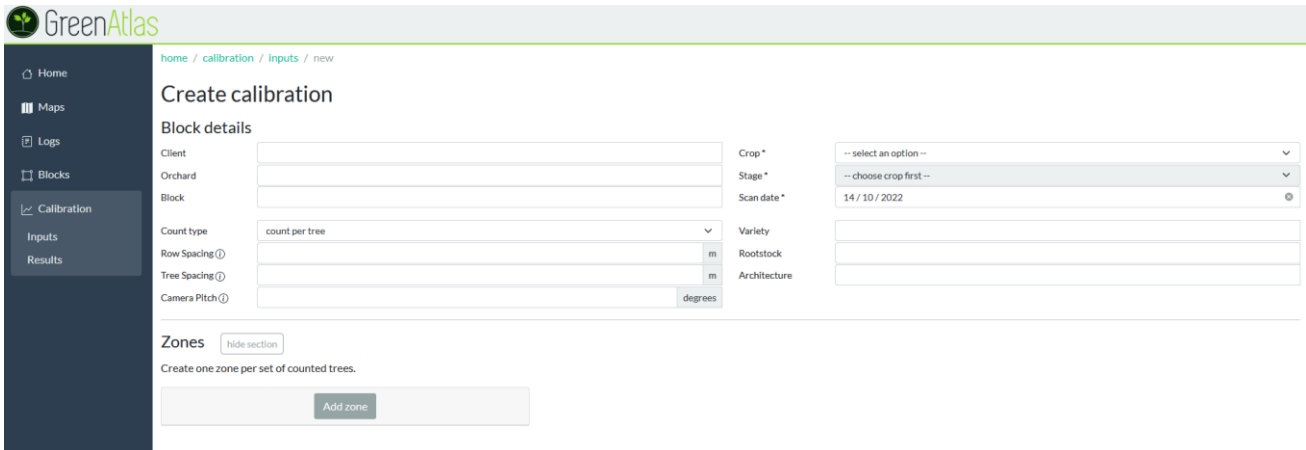 GreenAtlas
home / calibration / inputs / new
Home
Maps
Logs
Blocks
Calibration
Inputs
Results
Create calibration
Block details
Client
Orchard
Block
Crop *
-- select an option --
Stage *
-- choose crop first --
Scan date *
14 / 10 / 2022
Count type
count per tree
Row Spacing
m
Tree Spacing
m
Camera Pitch
degrees
Variety
Rootstock
Architecture
Zones
hide section
Create one zone per set of counted trees.
Add zone